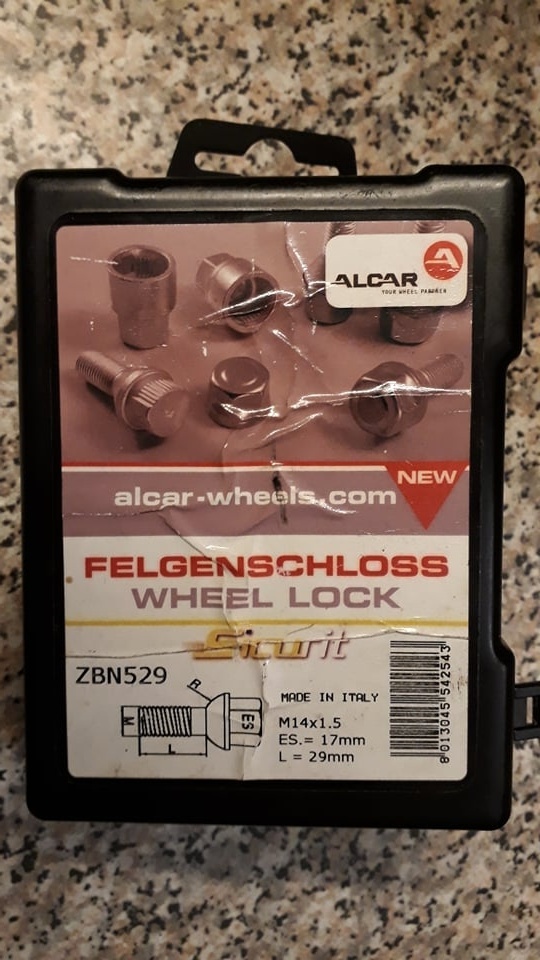 ALCAR
YOUR WHEEL PARTNER
NEW
alcar-wheels.com
FELGENSCHLOSS
WHEEL LOCK
Sicurit
ZBN529
R
M
ES
L
MADE IN ITALY
M14x1.5
ES.= 17mm
L = 29mm
8 013045 542543